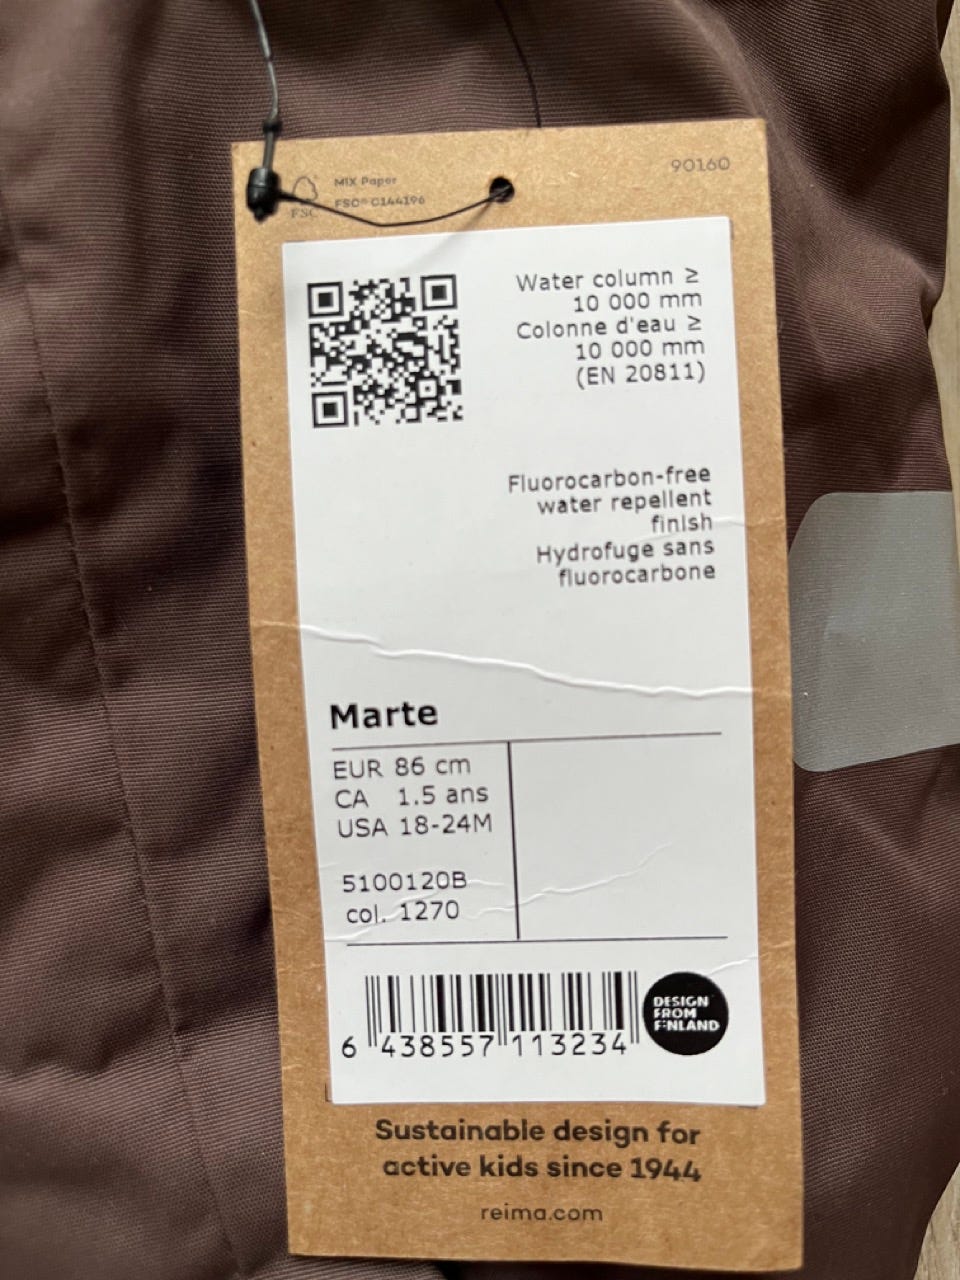 90160
MIX Paper
FSC® C144196
FSC
Water column ≥
10 000 mm
Colonne d'eau ≥
10 000 mm
(EN 20811)
Fluorocarbon-free
water repellent
finish
Hydrofuge sans
fluorocarbone
Marte
EUR 86 cm
CA 1.5 ans
USA 18-24M
5100120B
col. 1270
6 438557 113234
DESIGN
FROM
FINLAND
Sustainable design for
active kids since 1944
reima.com